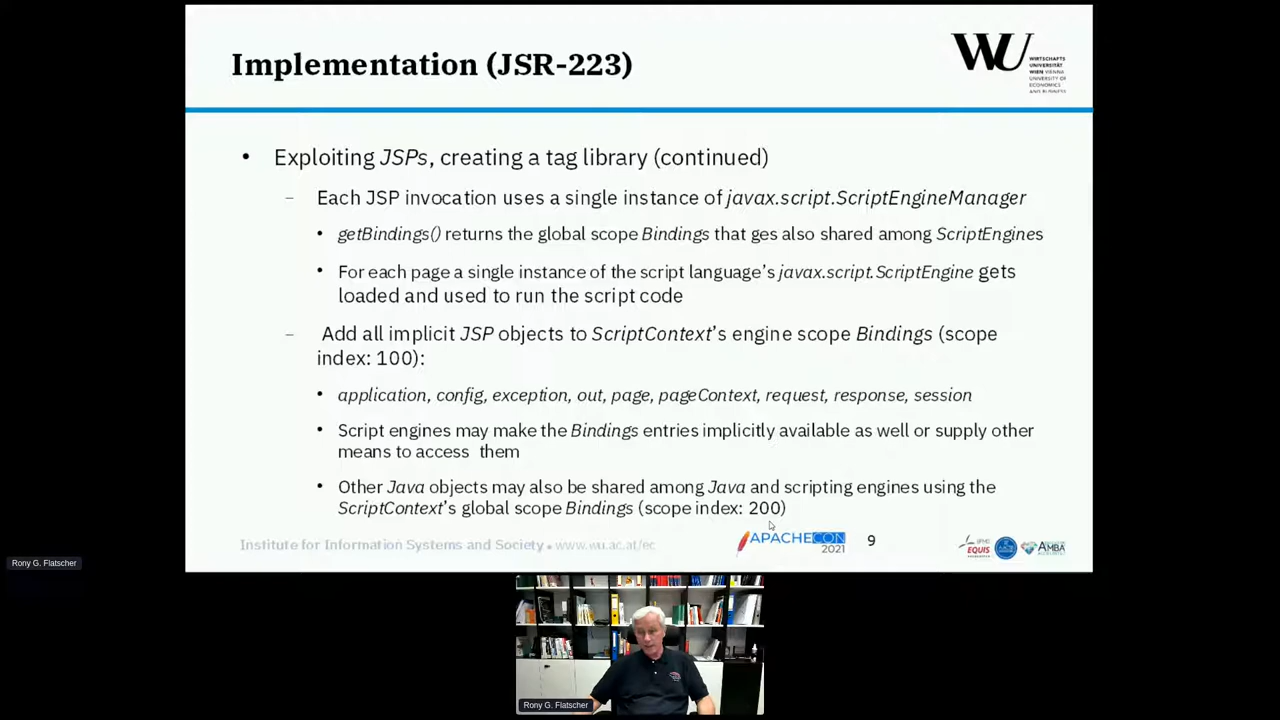 Implementation (JSR-223)
WU
WIRTSCHAFTS
UNIVERSITÄT
WIEN VIENNA
UNIVERSITY OF
ECONOMICS
AND BUSINESS
• Exploiting JSPs, creating a tag library (continued)
– Each JSP invocation uses a single instance of javax.script.ScriptEngineManager
• getBindings() returns the global scope Bindings that ges also shared among ScriptEngines
• For each page a single instance of the script language's javax.script.ScriptEngine gets
loaded and used to run the script code
– Add all implicit JSP objects to ScriptContext's engine scope Bindings (scope
index: 100):
• application, config, exception, out, page, pageContext, request, response, session
• Script engines may make the Bindings entries implicitly available as well or supply other
means to access them
• Other Java objects may also be shared among Java and scripting engines using the
ScriptContext's global scope Bindings (scope index: 200)
Institute for Information Systems and Society • www.wu.ac.at/ec
APACHECON
2021
9
EQUIS
AMBA
Rony G. Flatscher
Rony G. Flatscher